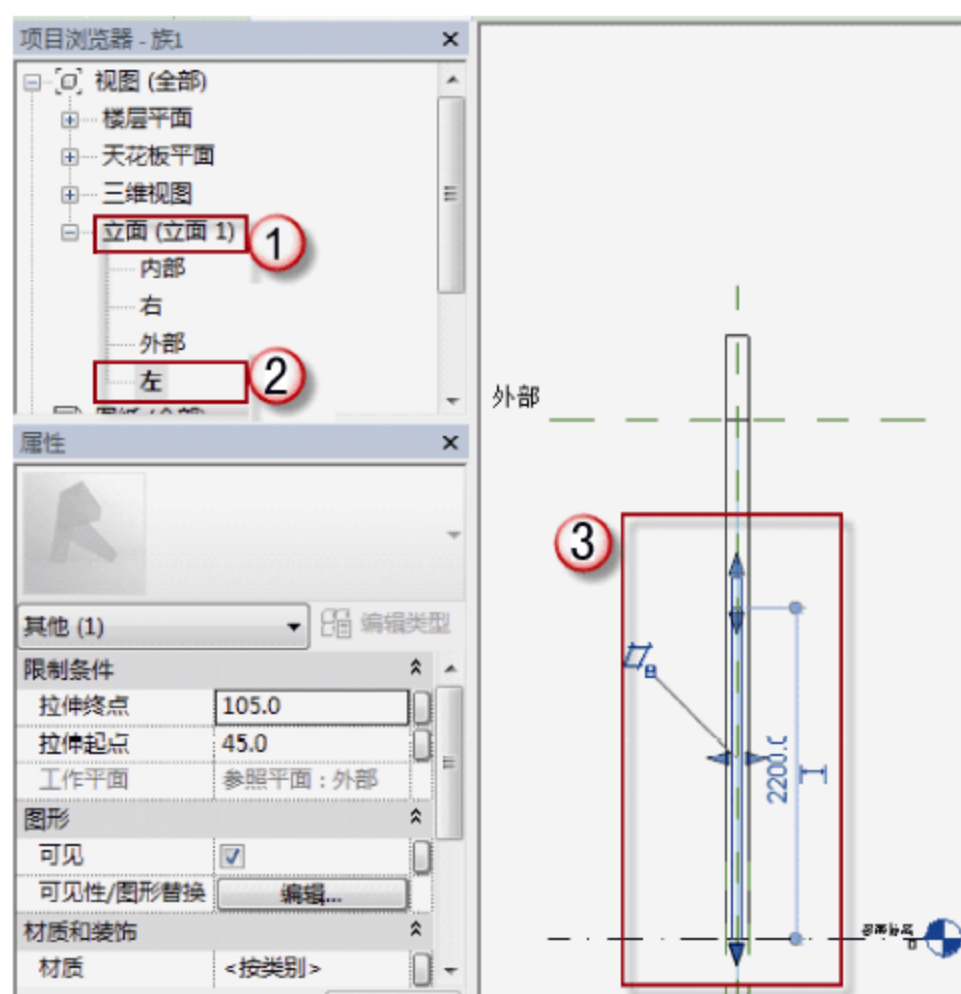 项目浏览器 - 族1
视图 (全部)
楼层平面
天花板平面
三维视图
立面 (立面 1)
1
内部
右
外部
左
2
属性
其他 (1)
编辑类型
限制条件
拉伸终点 105.0
拉伸起点 45.0
工作平面 参照平面：外部
图形
可见
可见性/图形替换 编辑...
材质和装饰
材质 <按类别>
外部
3
2200.0